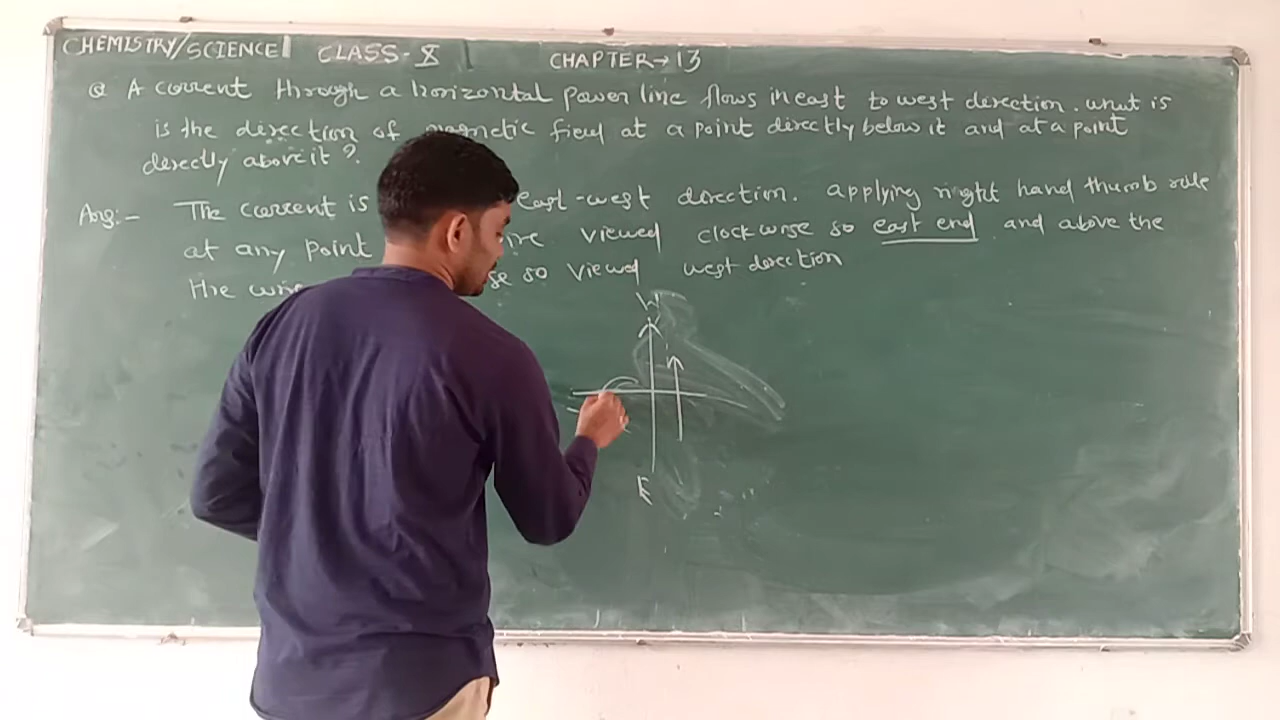 CHEMISTRY/SCIENCE CLASS-X CHAPTER→13
Q A current through a horizontal power line flows in east to west direction. what is
is the direction of magnetic field at a point directly below it and at a point
directly above it?
Ans:- The current is east-west direction. applying right hand thumb rule
at any point viewed clockwise so east end and above the
the so viewed west direction
W
E